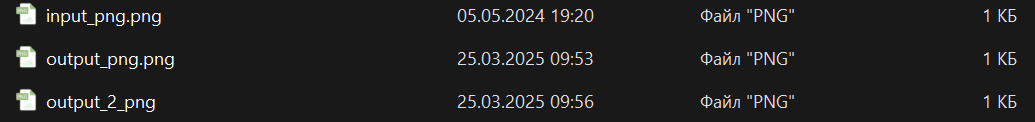 input_png.png 05.05.2024 19:20 Файл "PNG" 1 КБ
output_png.png 25.03.2025 09:53 Файл "PNG" 1 КБ
output_2_png 25.03.2025 09:56 Файл "PNG" 1 КБ